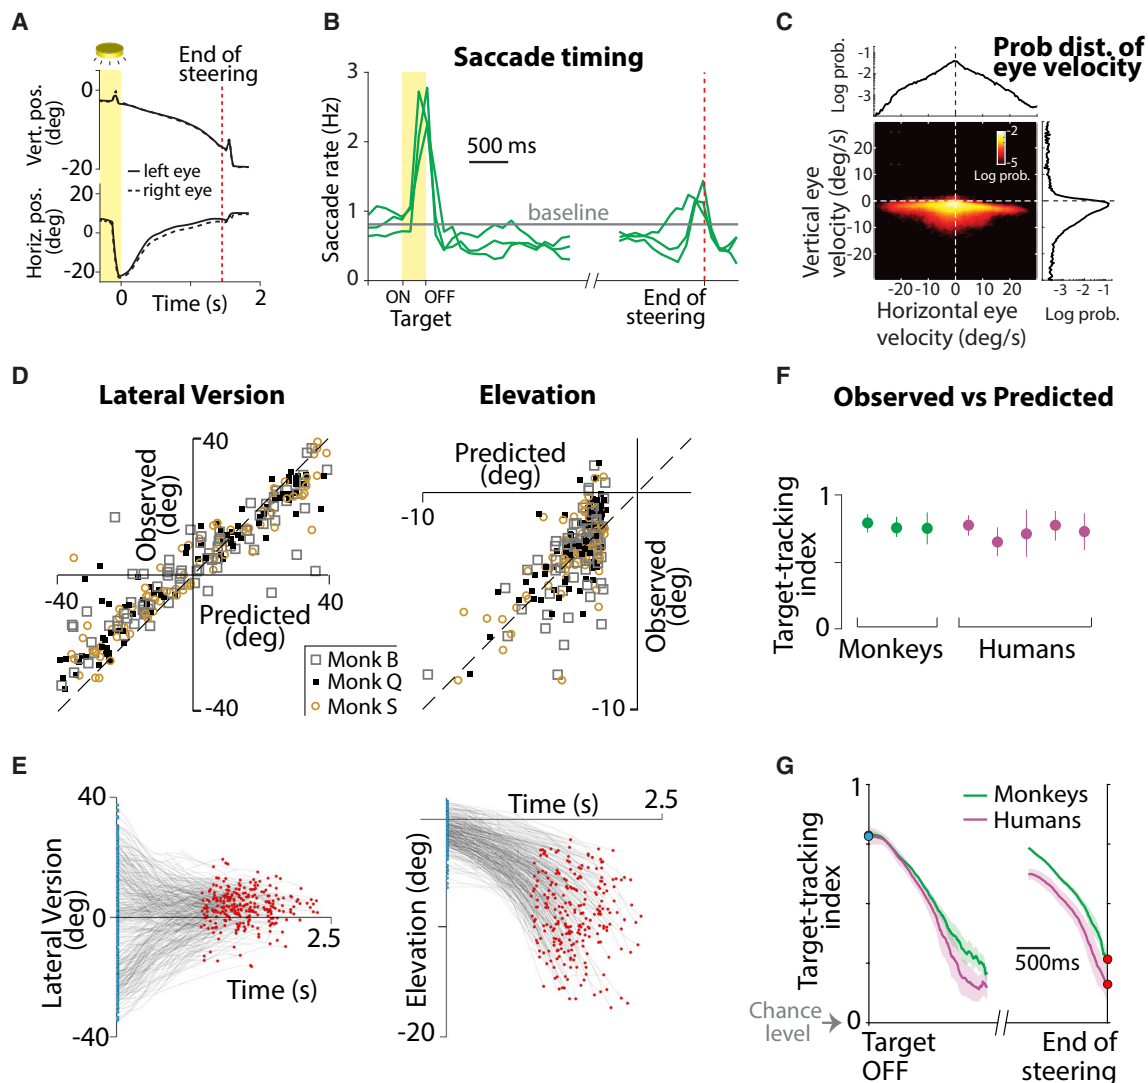 A
End of
steering
0
-20
Vert. pos.
(deg)
left eye
right eye
20
0
-20
Horiz. pos.
(deg)
0
2
Time (s)
B
Saccade timing
3
2
1
0
Saccade rate (Hz)
500 ms
baseline
ON
OFF
Target
End of
steering
C
Prob dist. of
eye velocity
Log prob.
-1
-2
-3
Vertical eye
velocity (deg/s)
20
10
0
-10
-20
-2
-5
Log prob.
-20 -10 0 10 20
Horizontal eye
velocity (deg/s)
-3 -2 -1
Log prob.
D
Lateral Version
40
Observed
(deg)
-40
Predicted
(deg)
40
-40
Monk B
Monk Q
Monk S
Elevation
Predicted
(deg)
-10
Observed
(deg)
-10
F
Observed vs Predicted
1
0
Target-tracking
index
Monkeys
Humans
E
40
0
-40
Lateral Version
(deg)
2.5
Time (s)
Time (s)
2.5
Elevation (deg)
-20
G
1
0
Target-tracking
index
Monkeys
Humans
500ms
Chance
level
Target
OFF
End of
steering